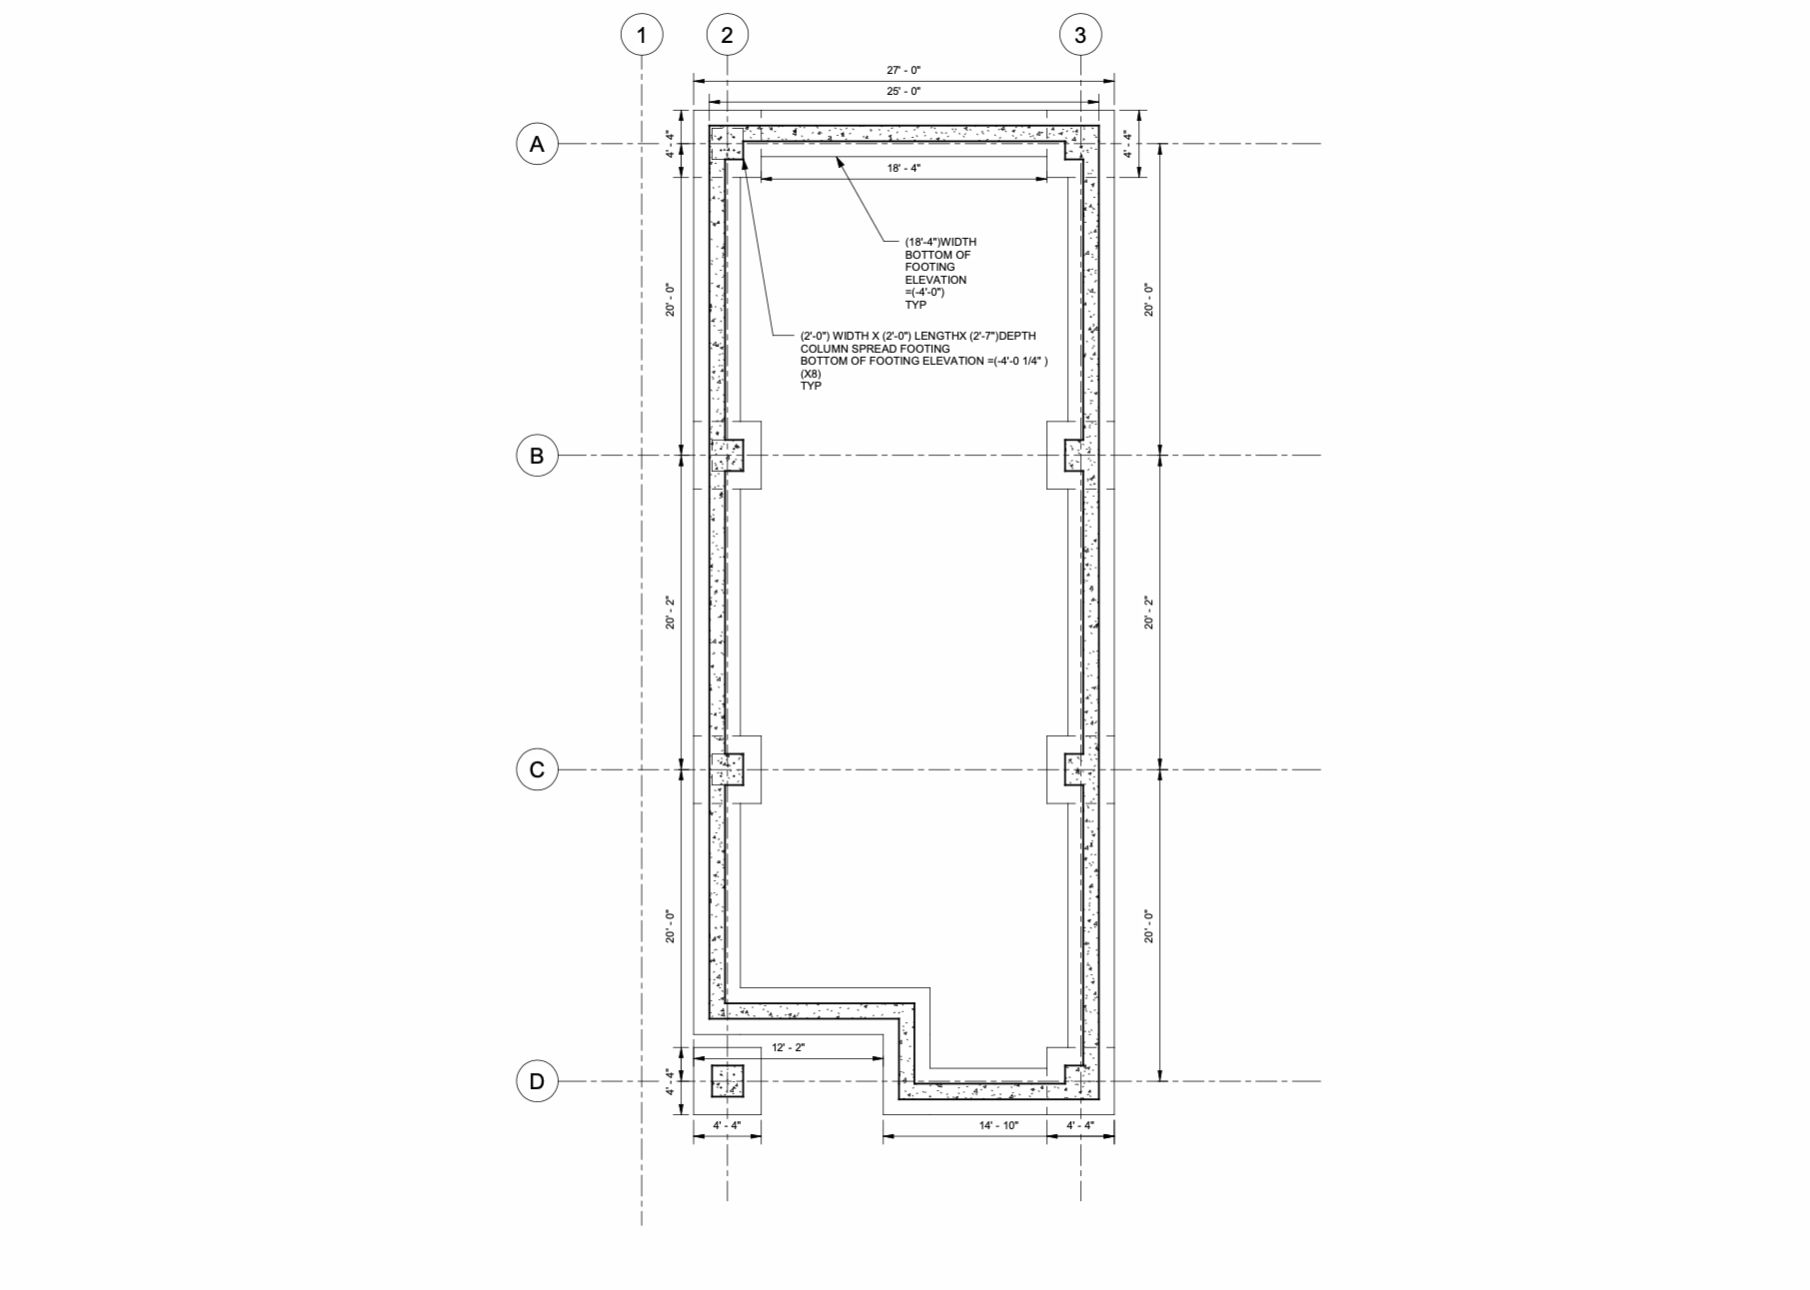 1
2
3
27' - 0"
25' - 0"
A
4' - 4"
4' - 4"
18' - 4"
(18'-4")WIDTH
BOTTOM OF
FOOTING
ELEVATION
=(-4'-0")
TYP
20' - 0"
20' - 0"
(2'-0") WIDTH X (2'-0") LENGTHX (2'-7")DEPTH
COLUMN SPREAD FOOTING
BOTTOM OF FOOTING ELEVATION =(-4'-0 1/4" )
(X8)
TYP
B
20' - 2"
20' - 2"
C
20' - 0"
20' - 0"
12' - 2"
D
4' - 4"
4' - 4"
14' - 10"
4' - 4"